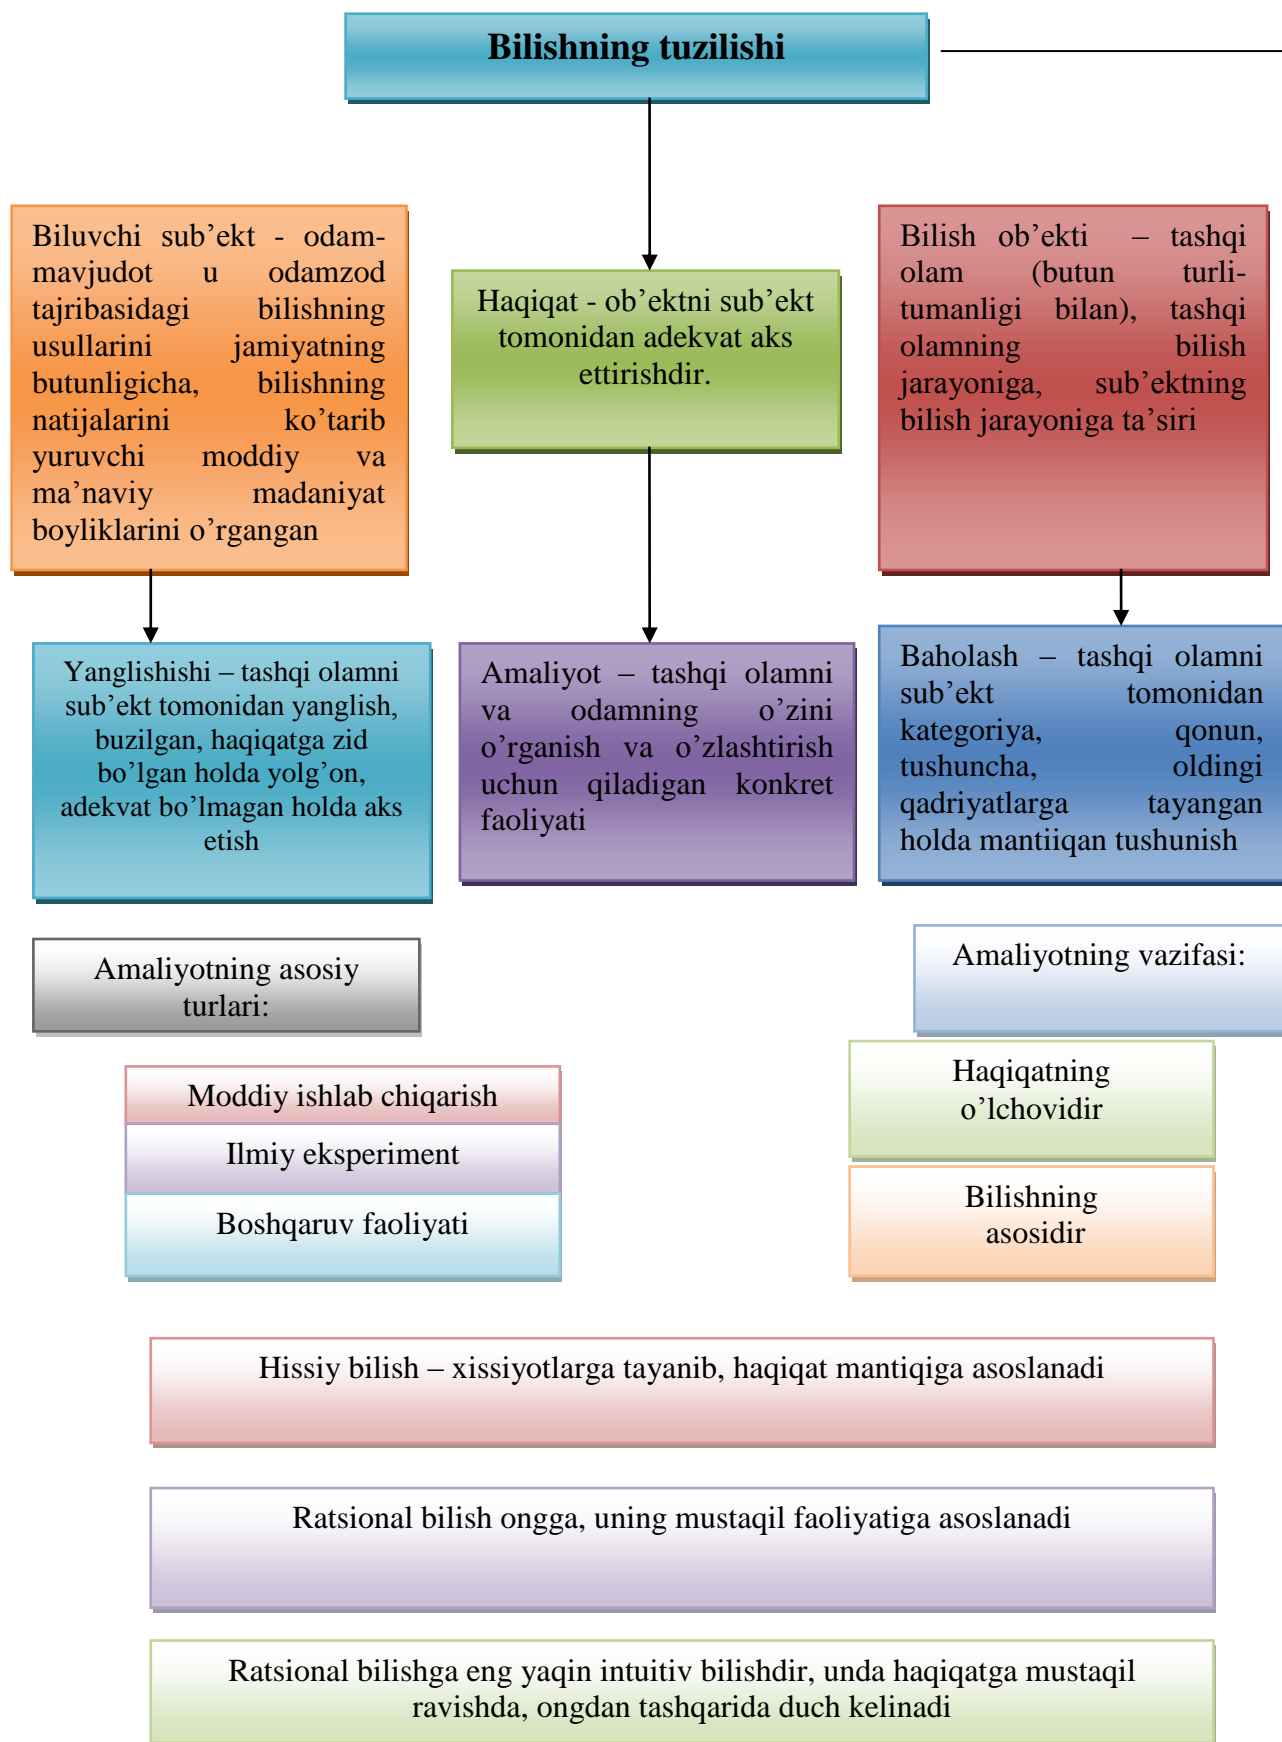 Bilishning tuzilishi
Biluvchi sub’ekt - odam-
mavjudot u odamzod
tajribasidagi bilishning
usullarini jamiyatning
butunligicha, bilishning
natijalarini ko’tarib
yuruvchi moddiy va
ma’naviy madaniyat
boyliklarini o’rgangan
Haqiqat - ob’ektni sub’ekt
tomonidan adekvat aks
ettirishdir.
Bilish ob’ekti – tashqi
olam (butun turli-
tumanligi bilan), tashqi
olamning bilish
jarayoniga, sub’ektning
bilish jarayoniga ta’siri
Yanglishishi – tashqi olamni
sub’ekt tomonidan yanglish,
buzilgan, haqiqatga zid
bo’lgan holda yolg’on,
adekvat bo’lmagan holda aks
etish
Amaliyot – tashqi olamni
va odamning o’zini
o’rganish va o’zlashtirish
uchun qiladigan konkret
faoliyati
Baholash – tashqi olamni
sub’ekt tomonidan
kategoriya, qonun,
tushuncha, oldingi
qadriyatlarga tayangan
holda mantiiqan tushunish
Amaliyotning asosiy
turlari:
Moddiy ishlab chiqarish
Ilmiy eksperiment
Boshqaruv faoliyati
Amaliyotning vazifasi:
Haqiqatning
o’lchovidir
Bilishning
asosidir
Hissiy bilish – xissiyotlarga tayanib, haqiqat mantiqiga asoslanadi
Ratsional bilish ongga, uning mustaqil faoliyatiga asoslanadi
Ratsional bilishga eng yaqin intuitiv bilishdir, unda haqiqatga mustaqil
ravishda, ongdan tashqarida duch kelinadi